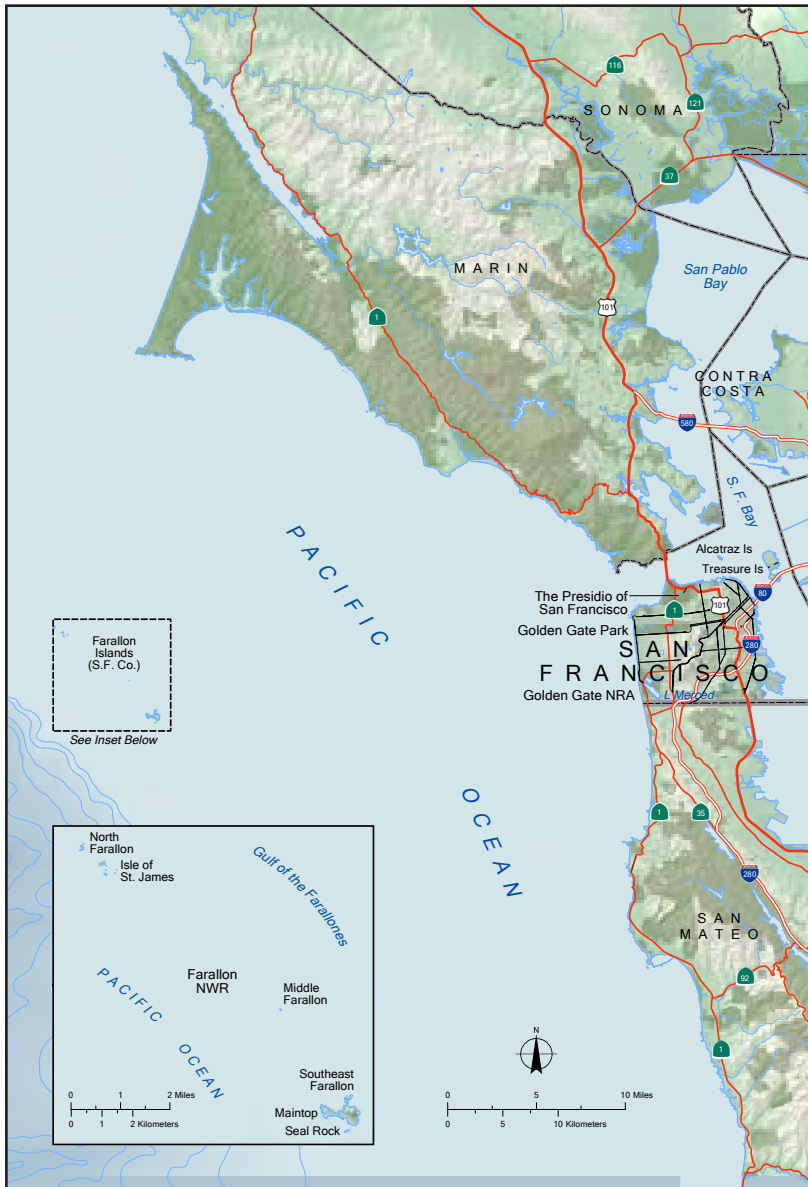 116
SONOMA
121
37
MARIN
San Pablo
Bay
1
101
CONTRA
COSTA
580
S. F. Bay
PACIFIC
OCEAN
Alcatraz Is
Treasure Is
The Presidio of
San Francisco
1
101
80
Golden Gate Park
280
SAN
FRANCISCO
Golden Gate NRA
L Merced
Farallon
Islands
(S.F. Co.)
See Inset Below
1
35
280
SAN
MATEO
92
1
North
Farallon
Isle of
St. James
Gulf of the Farallones
Farallon
NWR
Middle
Farallon
PACIFIC OCEAN
Southeast
Farallon
Maintop
Seal Rock
0 1 2 Miles
0 1 2 Kilometers
N
0 5 10 Miles
0 5 10 Kilometers